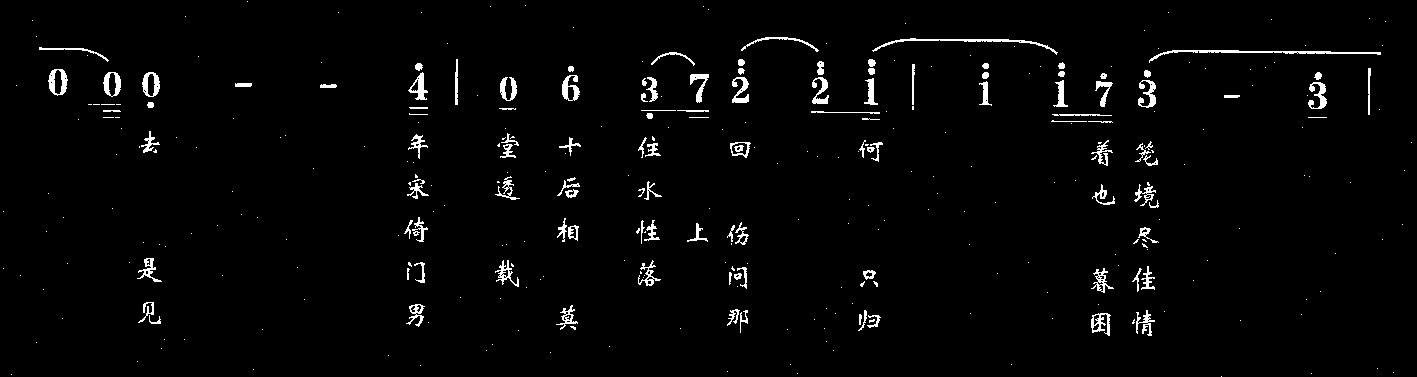 0 0 0 - - 4 | 0 6 3 7 2 2 1 | 1 1 7 3 - 3 |
去 年 堂 十 住 回 何 着 笼
宋 透 后 水 也 境
倚 相 性 上 伤 尽
是 门 载 落 问 只 暮 佳
见 男 莫 那 归 困 情